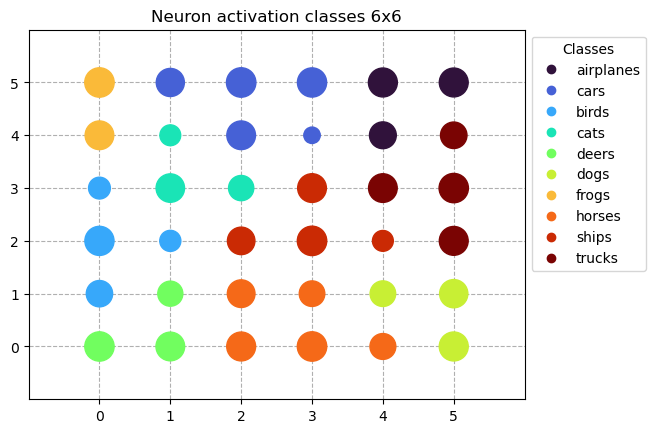 Neuron activation classes 6x6
5
4
3
2
1
0
0 1 2 3 4 5
Classes
airplanes
cars
birds
cats
deers
dogs
frogs
horses
ships
trucks